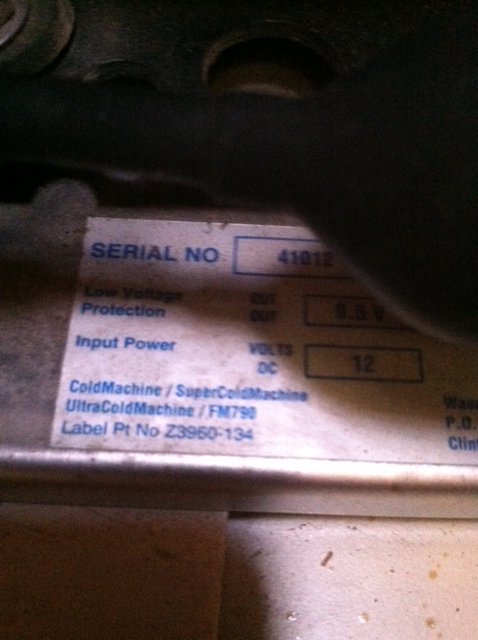 SERIAL NO 41012
Low Voltage CUT
Protection OUT 9.5 V
Input Power VOLTS
DC 12
ColdMachine / SuperColdMachine
UltraColdMachine / FM790
Label Pt No Z3960-134
P.O.